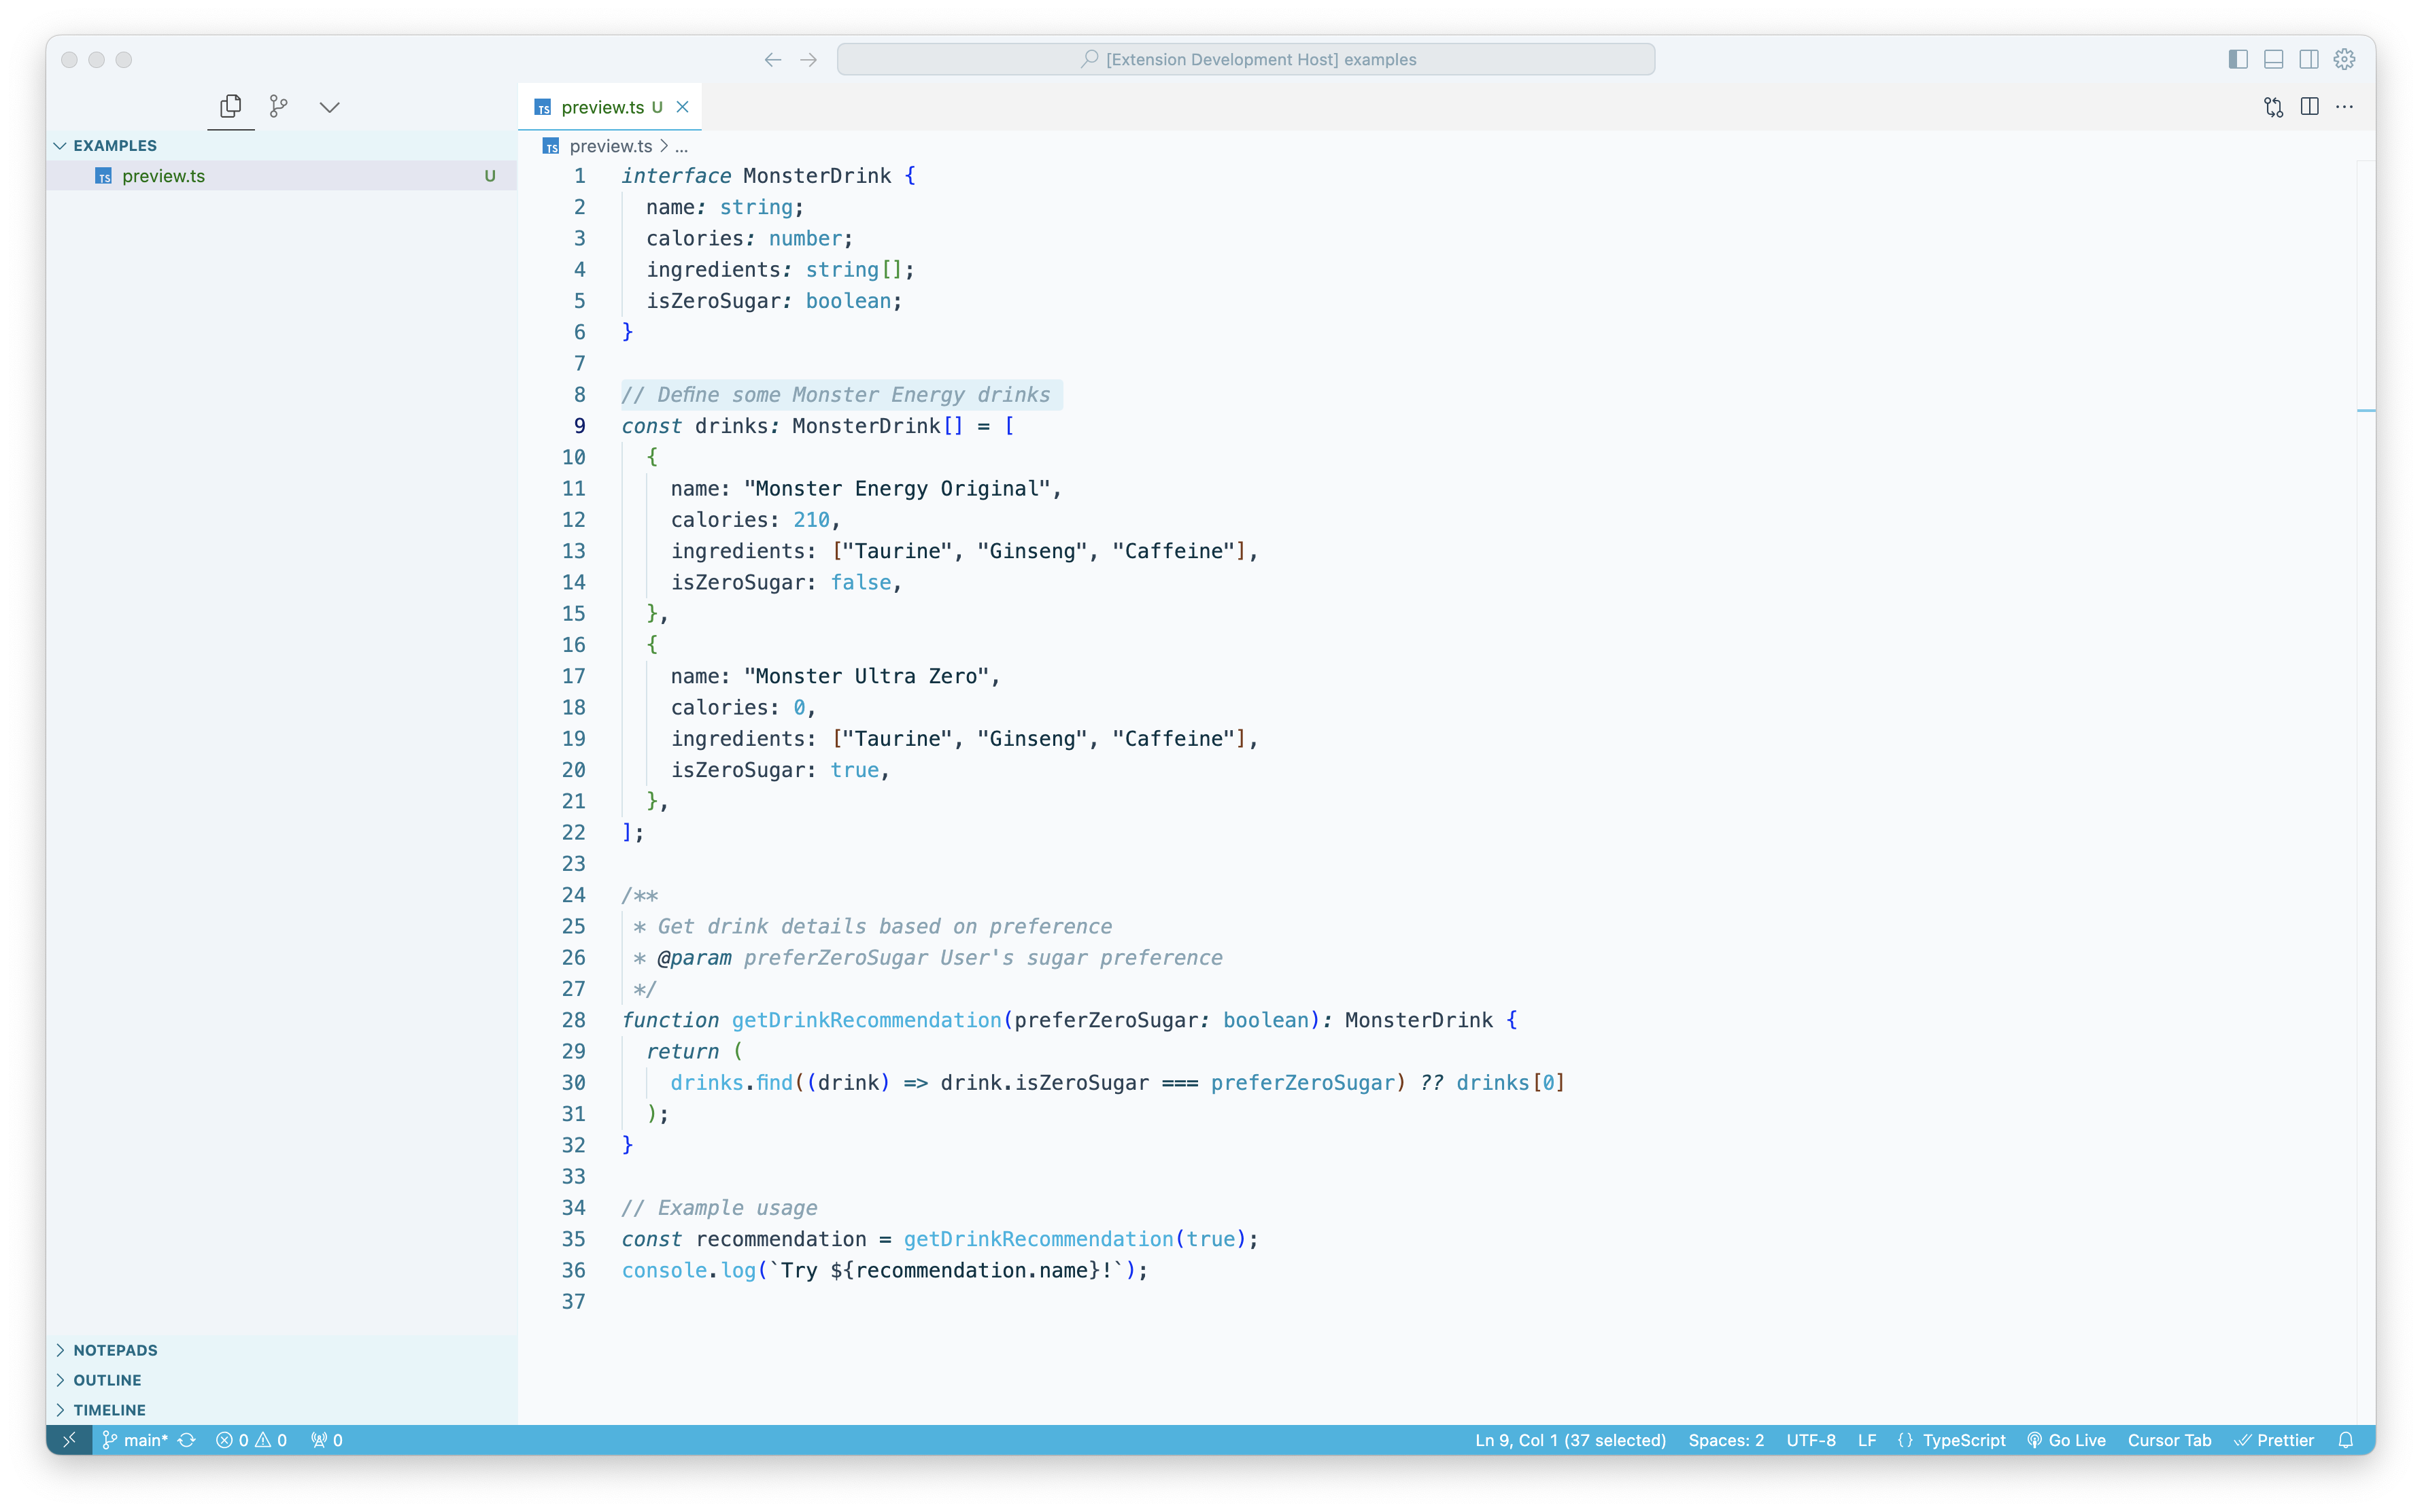 [Extension Development Host] examples
TS preview.ts U
EXAMPLES
TS preview.ts U
TS preview.ts > ...
1 interface MonsterDrink {
2   name: string;
3   calories: number;
4   ingredients: string[];
5   isZeroSugar: boolean;
6 }
7
8 // Define some Monster Energy drinks
9 const drinks: MonsterDrink[] = [
10   {
11     name: "Monster Energy Original",
12     calories: 210,
13     ingredients: ["Taurine", "Ginseng", "Caffeine"],
14     isZeroSugar: false,
15   },
16   {
17     name: "Monster Ultra Zero",
18     calories: 0,
19     ingredients: ["Taurine", "Ginseng", "Caffeine"],
20     isZeroSugar: true,
21   },
22 ];
23
24 /**
25  * Get drink details based on preference
26  * @param preferZeroSugar User's sugar preference
27  */
28 function getDrinkRecommendation(preferZeroSugar: boolean): MonsterDrink {
29   return (
30     drinks.find((drink) => drink.isZeroSugar === preferZeroSugar) ?? drinks[0]
31   );
32 }
33
34 // Example usage
35 const recommendation = getDrinkRecommendation(true);
36 console.log(`Try ${recommendation.name}!`);
37
NOTEPADS
OUTLINE
TIMELINE
main* 0 0 0 Ln 9, Col 1 (37 selected) Spaces: 2 UTF-8 LF {} TypeScript Go Live Cursor Tab Prettier